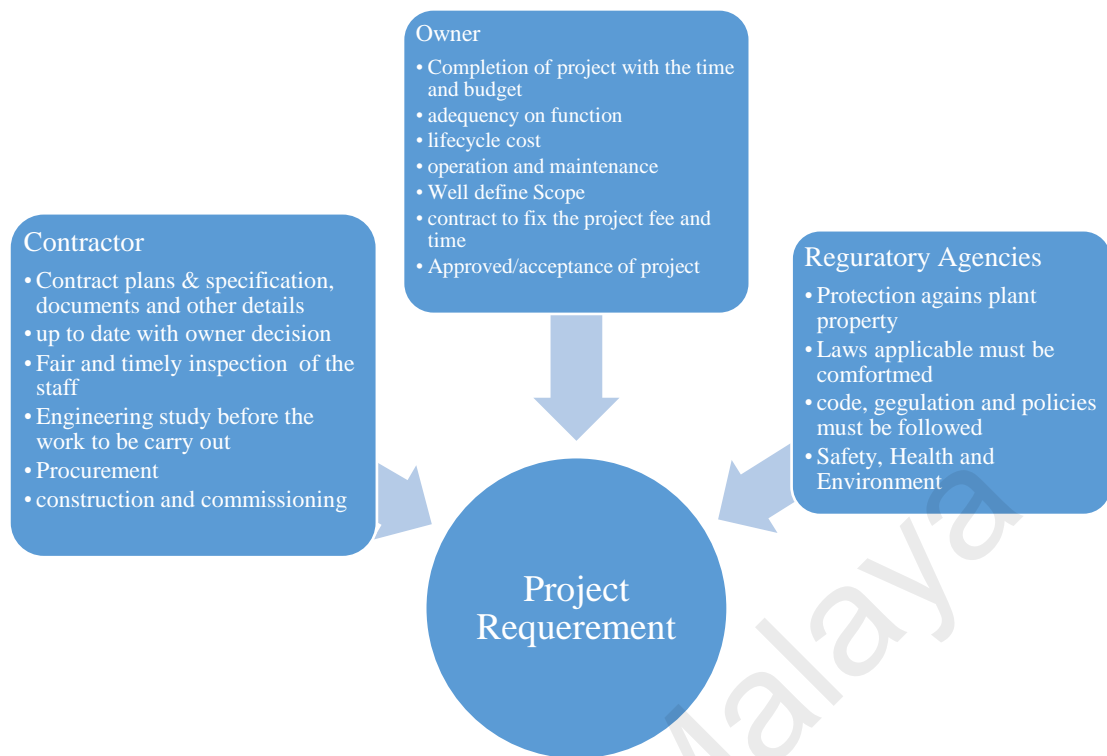 Owner
• Completion of project with the time
and budget
• adequency on function
• lifecycle cost
• operation and maintenance
• Well define Scope
• contract to fix the project fee and
time
• Approved/acceptance of project
Contractor
• Contract plans & specification,
documents and other details
• up to date with owner decision
• Fair and timely inspection of the
staff
• Engineering study before the
work to be carry out
• Procurement
• construction and commissioning
Reguratory Agencies
• Protection agains plant
property
• Laws applicable must be
comfortmed
• code, gegulation and policies
must be followed
• Safety, Health and
Environment
Project
Requerement
Malaya